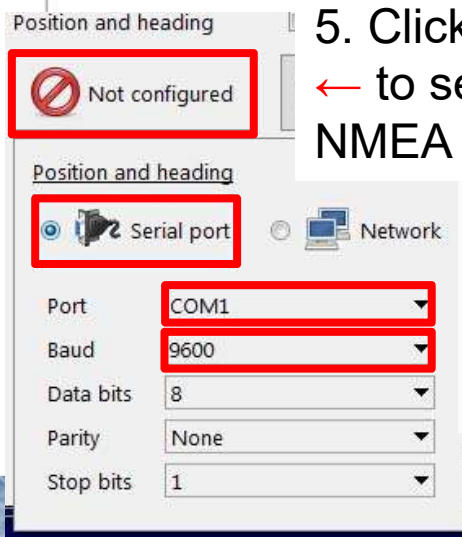 Position and heading
5. Click
← to se
NMEA
Not configured
Position and heading
Serial port
Network
Port COM1
Baud 9600
Data bits 8
Parity None
Stop bits 1